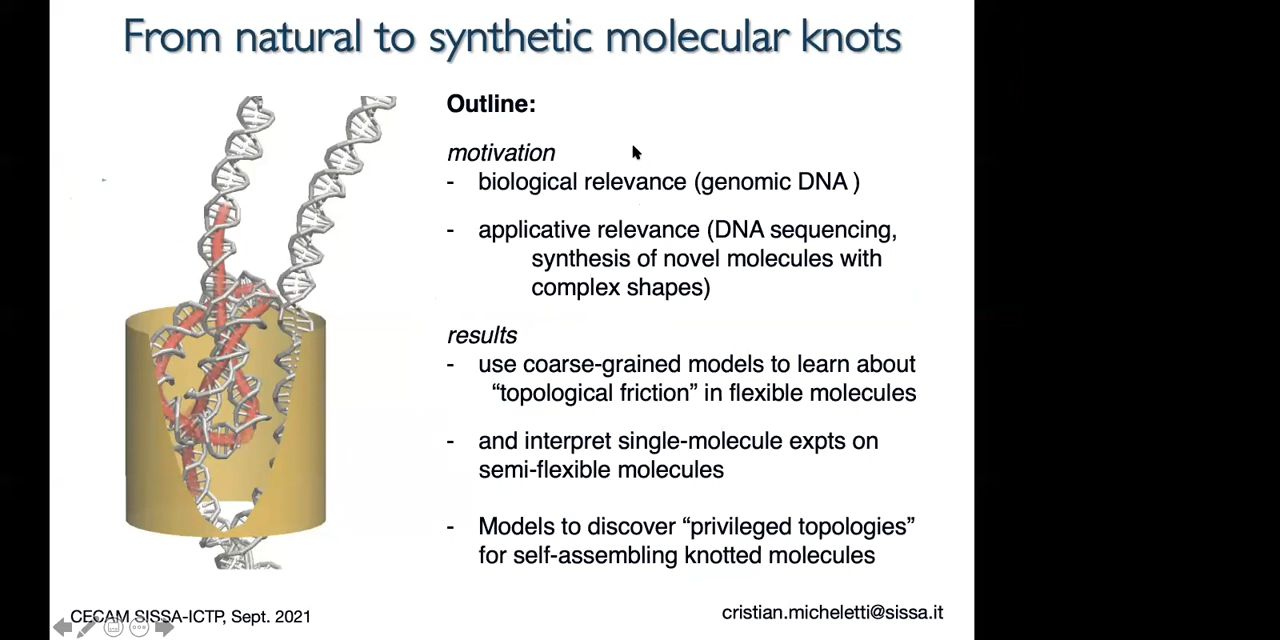 From natural to synthetic molecular knots
Outline:
motivation
- biological relevance (genomic DNA )
- applicative relevance (DNA sequencing,
synthesis of novel molecules with
complex shapes)
results
- use coarse-grained models to learn about
“topological friction” in flexible molecules
- and interpret single-molecule expts on
semi-flexible molecules
- Models to discover “privileged topologies”
for self-assembling knotted molecules
CECAM SISSA-ICTP, Sept. 2021
cristian.micheletti@sissa.it